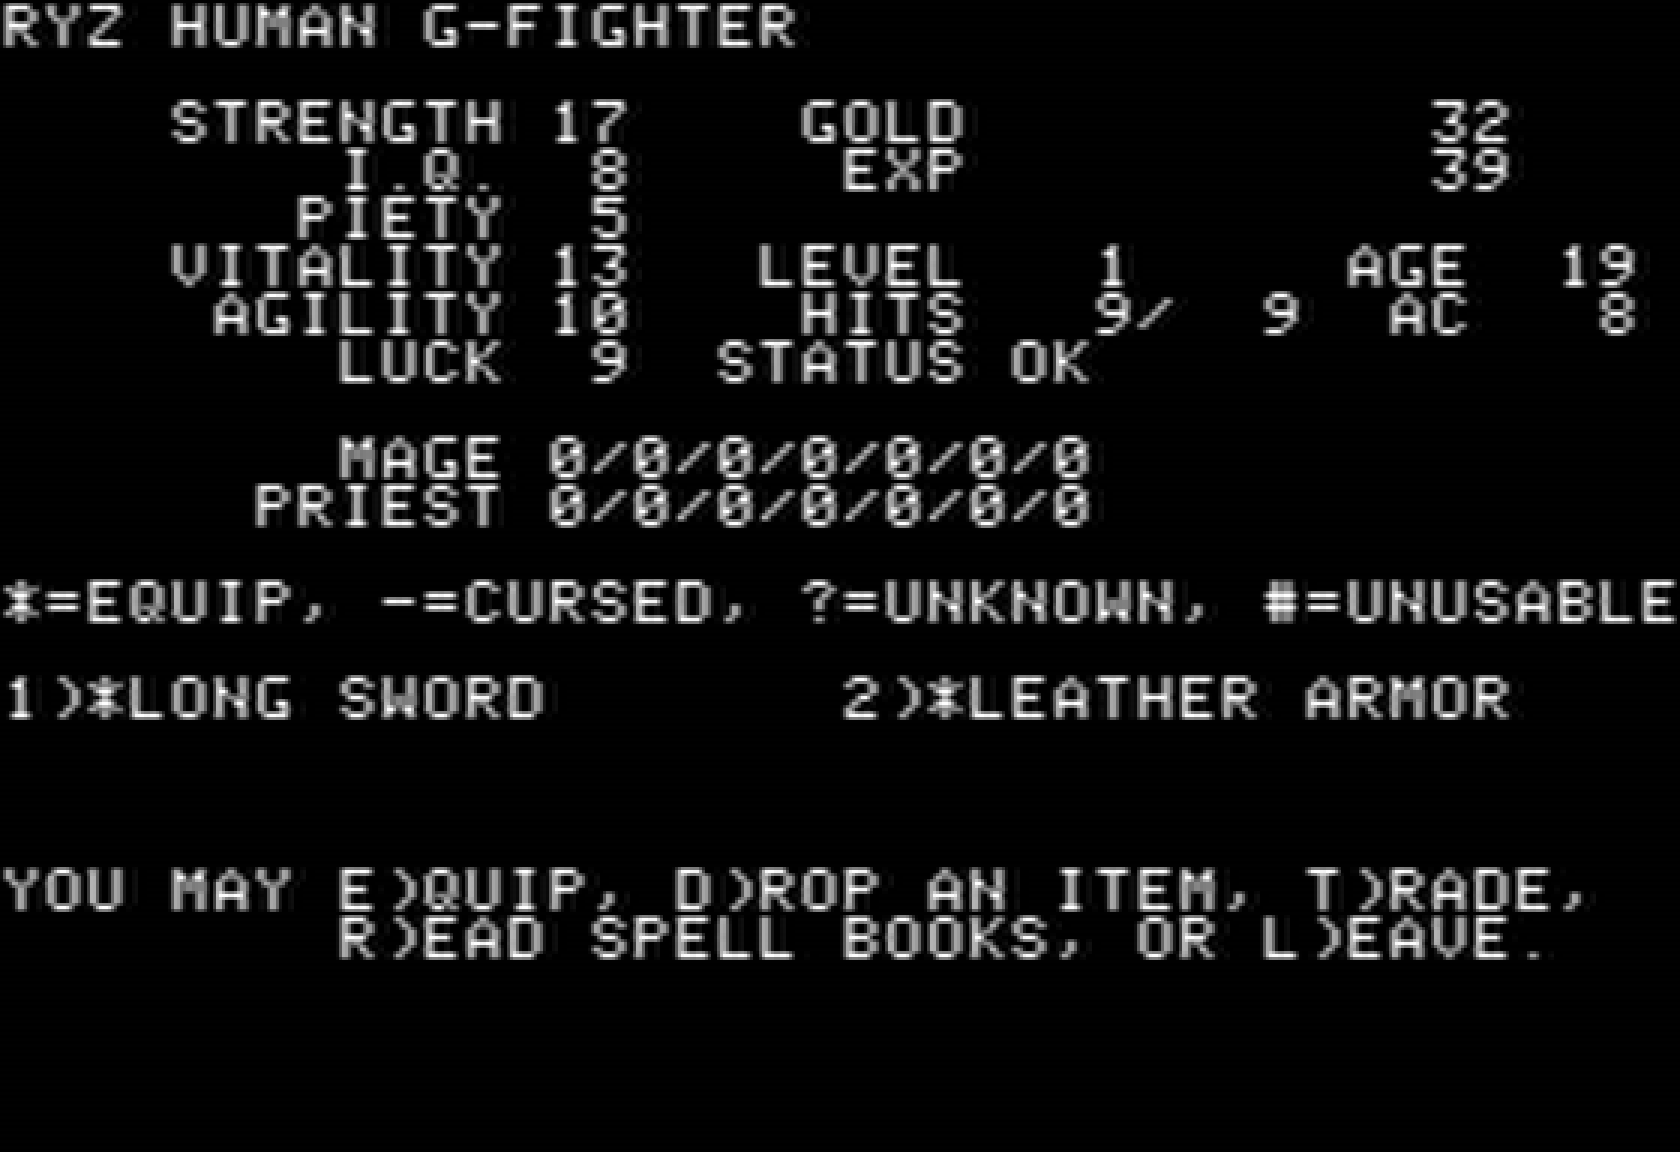 RYZ HUMAN G-FIGHTER
STRENGTH 17 GOLD 32
I.Q. 8 EXP 39
PIETY 5
VITALITY 13 LEVEL 1 AGE 19
AGILITY 10 HITS 9/ 9 AC 8
LUCK 9 STATUS OK
MAGE 0/0/0/0/0/0/0
PRIEST 0/0/0/0/0/0/0
*=EQUIP, -=CURSED, ?=UNKNOWN, #=UNUSABLE
1)*LONG SWORD 2)*LEATHER ARMOR
YOU MAY E)QUIP, D)ROP AN ITEM, T)RADE,
R)EAD SPELL BOOKS, OR L)EAVE.